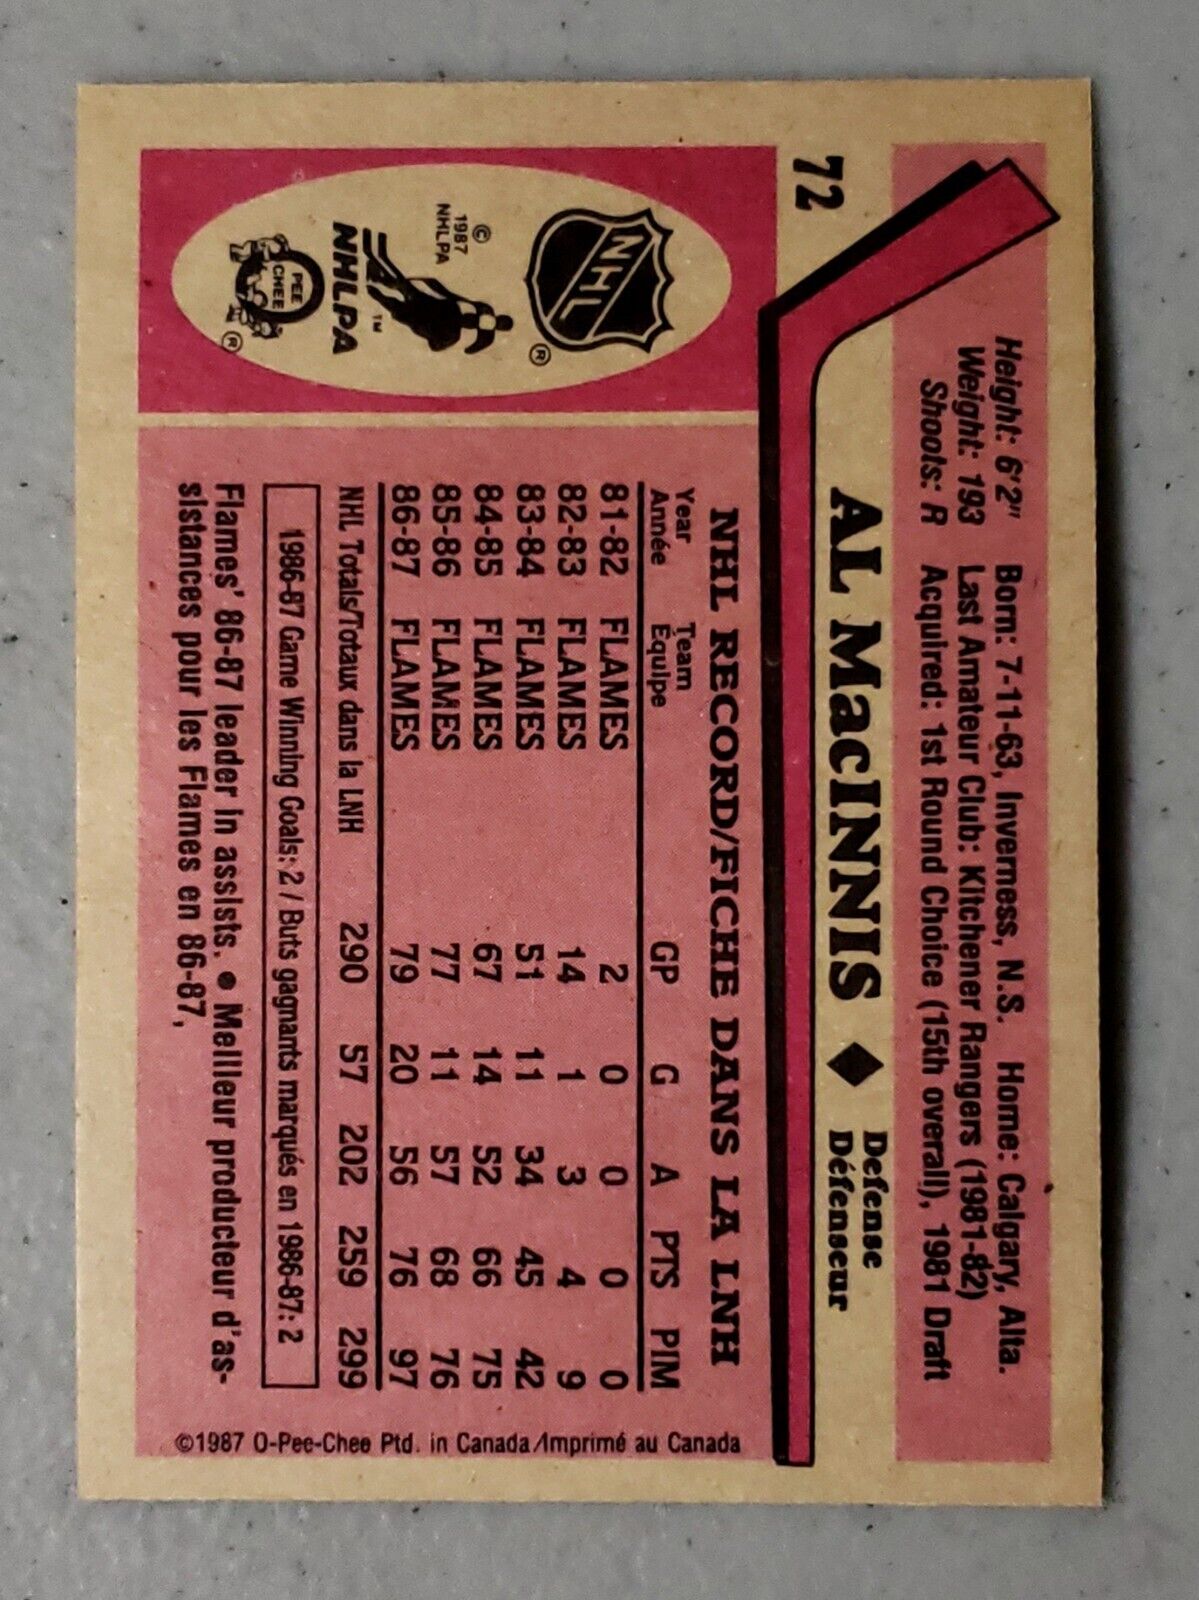 72
Height: 6'2" Born: 7-11-63, Inverness, N.S. Home: Calgary, Alta.
Weight: 193 Last Amateur Club: Kitchener Rangers (1981-82)
Shoots: R Acquired: 1st Round Choice (15th overall), 1981 Draft
AL MacINNIS ◆ Defense
Défenseur
NHL
®
© 1987
NHLPA
NHLPA
™
O PEE CHEE
®
NHL RECORD/FICHE DANS LA LNH
Year Team GP G A PTS PIM
Année Equipe
81-82 FLAMES 2 0 0 0 0
82-83 FLAMES 14 1 3 4 9
83-84 FLAMES 51 11 34 45 42
84-85 FLAMES 67 14 52 66 75
85-86 FLAMES 77 11 57 68 76
86-87 FLAMES 79 20 56 76 97
NHL Totals/Totaux dans la LNH 290 57 202 259 299
1986-87 Game Winning Goals: 2 / Buts gagnants marqués en 1986-87: 2
Flames' 86-87 leader in assists. ● Meilleur producteur d'as-
sistances pour les Flames en 86-87,
©1987 O-Pee-Chee Ptd. in Canada/Imprimé au Canada